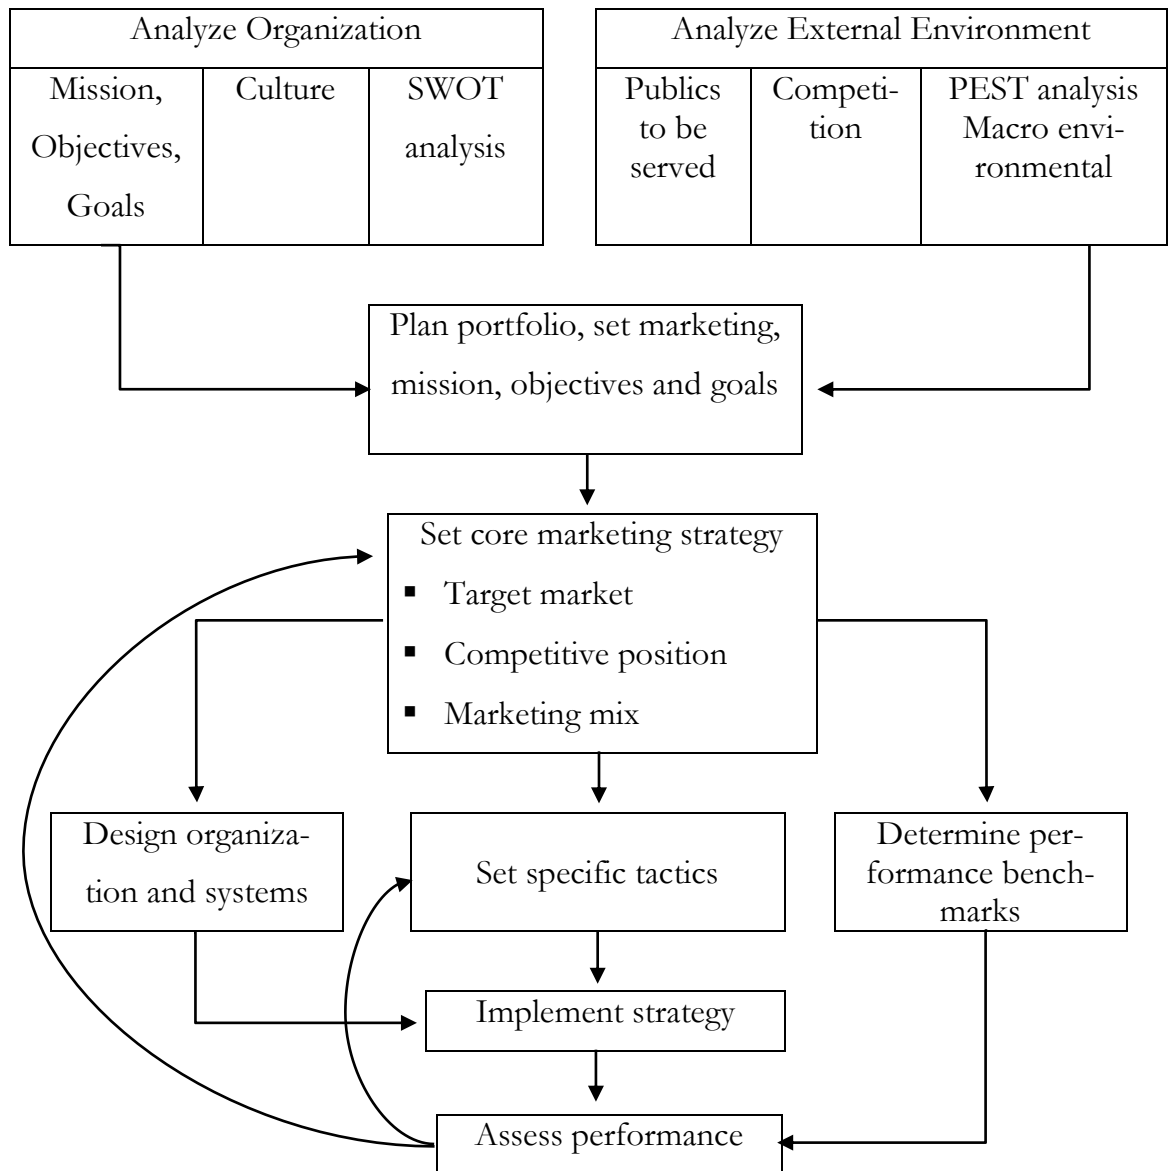 Analyze Organization
Mission,
Objectives,
Goals
Culture
SWOT
analysis
Analyze External Environment
Publics
to be
served
Competi-
tion
PEST analysis
Macro envi-
ronmental
Plan portfolio, set marketing,
mission, objectives and goals
Set core marketing strategy
▪ Target market
▪ Competitive position
▪ Marketing mix
Design organiza-
tion and systems
Set specific tactics
Determine per-
formance bench-
marks
Implement strategy
Assess performance